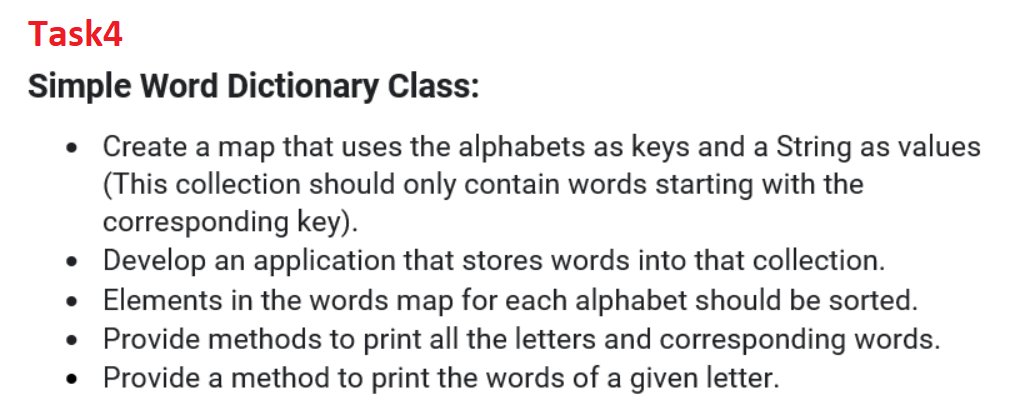 Task4
Simple Word Dictionary Class:
• Create a map that uses the alphabets as keys and a String as values
(This collection should only contain words starting with the
corresponding key).
• Develop an application that stores words into that collection.
• Elements in the words map for each alphabet should be sorted.
• Provide methods to print all the letters and corresponding words.
• Provide a method to print the words of a given letter.